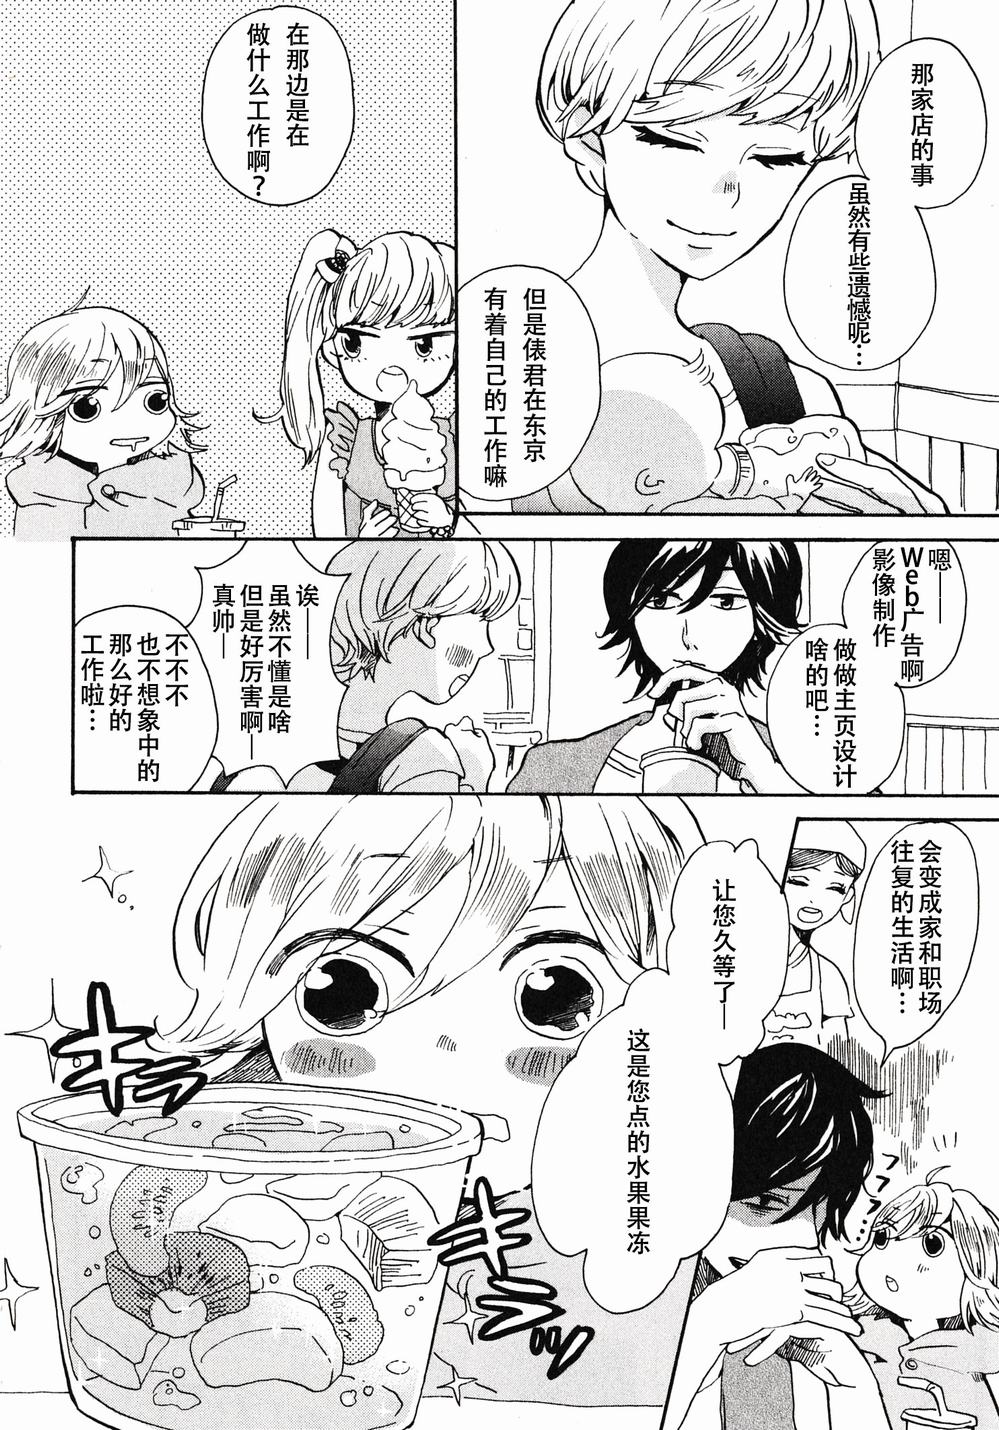 那家店的事
虽然有些遗憾呢…
但是俵君在东京
有着自己的工作嘛
在那边是在
做什么工作啊？
嗯——
Web广告啊
影像制作
做做主页设计
啥的吧…
诶——
虽然不懂是啥
但是好厉害啊—
真帅—
不不不
也不想象中的
那么好的
工作啦…
会变成家和职场
往复的生活啊…
？？？…
让您久等了—
这是您点的水果果冻
キラ
キラッ